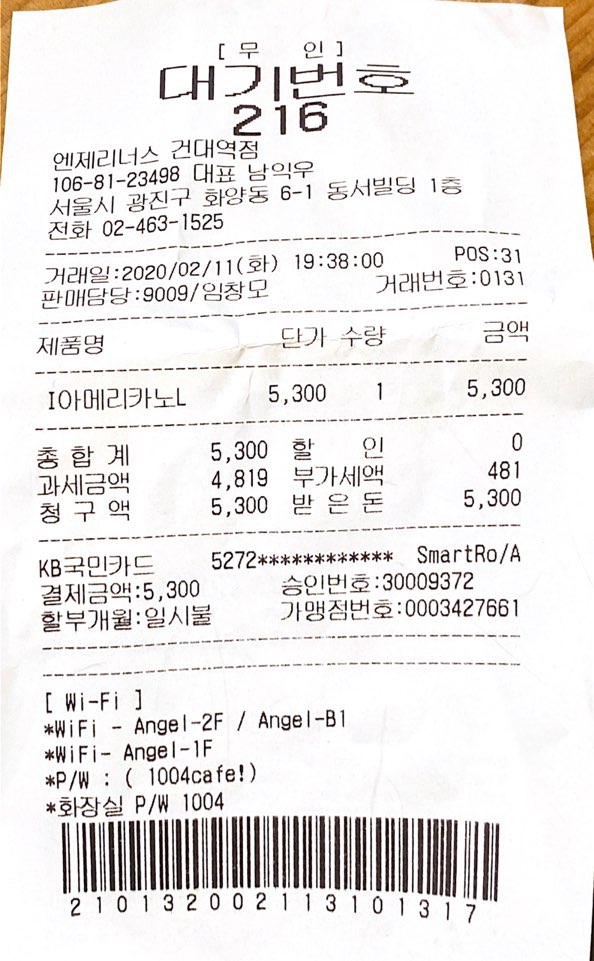 [무 인]
대기번호
216
엔제리너스 건대역점
106-81-23498 대표 남익우
서울시 광진구 화양동 6-1 동서빌딩 1층
전화 02-463-1525
거래일:2020/02/11(화) 19:38:00 POS:31
판매담당:9009/임창모 거래번호:0131
제품명 단가 수량 금액
I아메리카노L 5,300 1 5,300
총 합 계 5,300 할 인 0
과세금액 4,819 부가세액 481
청 구 액 5,300 받 은 돈 5,300
KB국민카드 5272************ SmartRo/A
결제금액:5,300 승인번호:30009372
할부개월:일시불 가맹점번호:0003427661
[ Wi-Fi ]
*WiFi - Angel-2F / Angel-B1
*WiFi- Angel-1F
*P/W : ( 1004cafe!)
*화장실 P/W 1004
210132002113101317